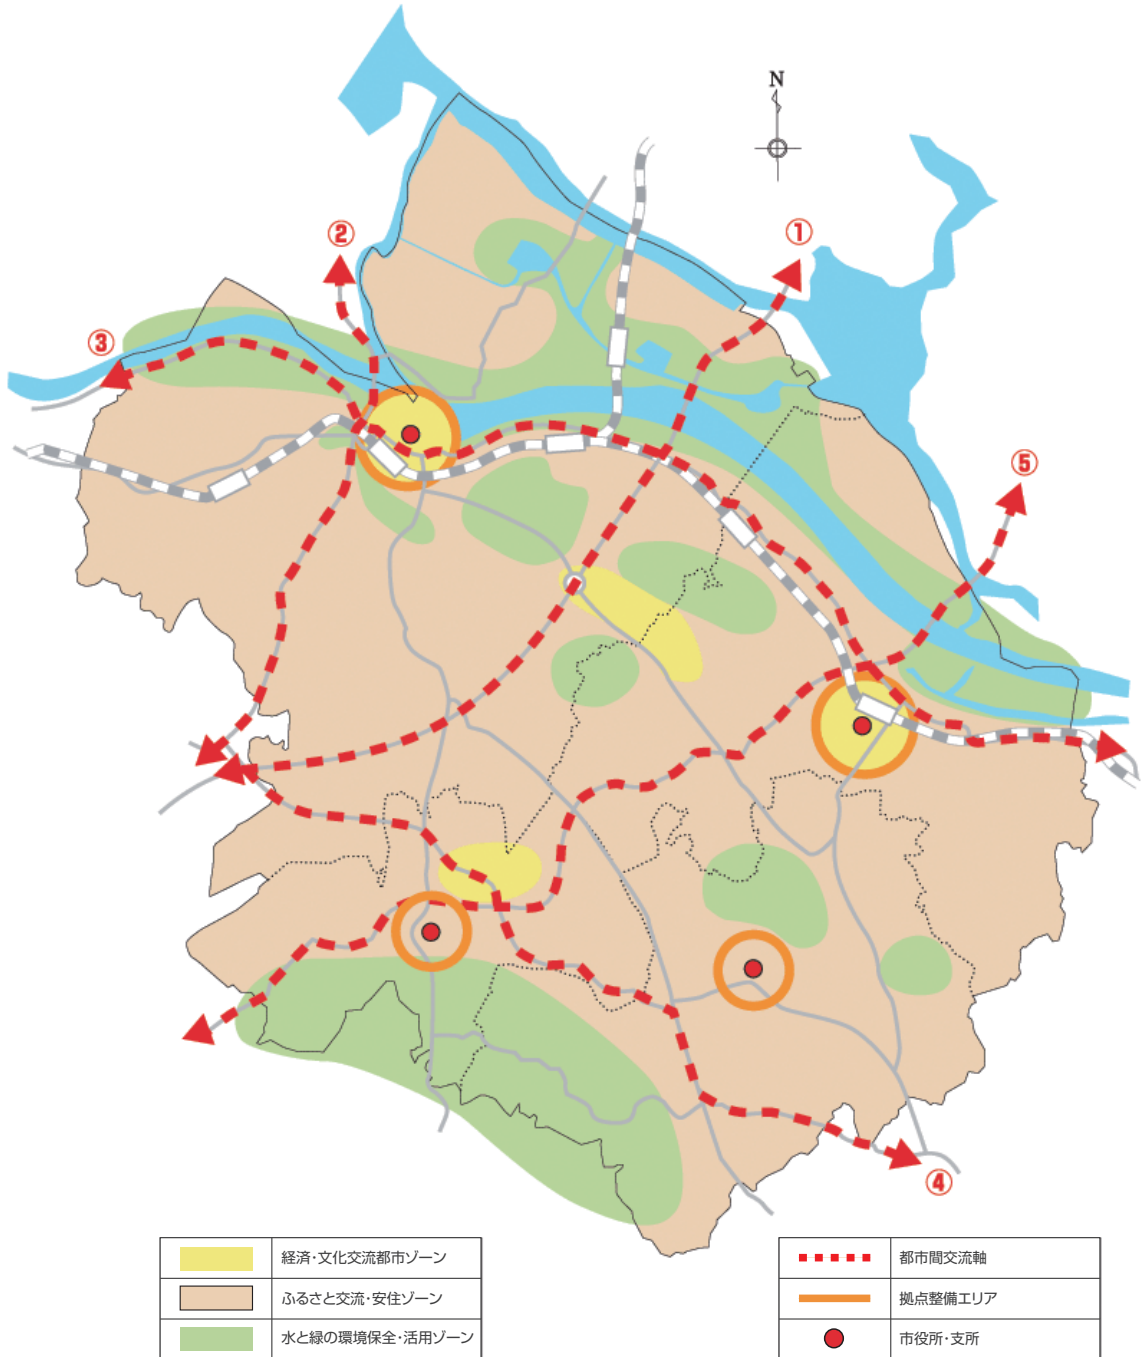 N
①
②
③
⑤
④
経済・文化交流都市ゾーン
ふるさと交流・安住ゾーン
水と緑の環境保全・活用ゾーン
都市間交流軸
拠点整備エリア
市役所・支所